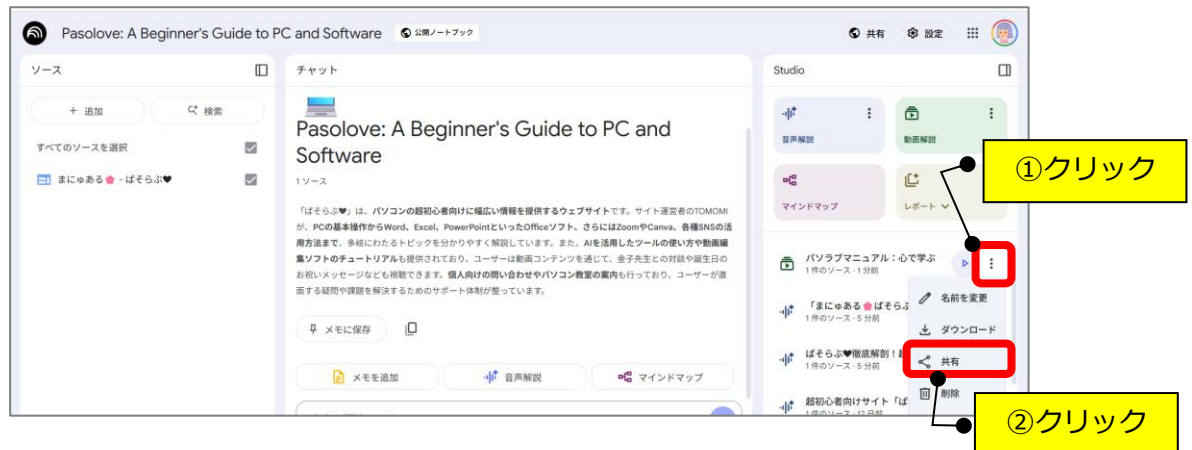 Pasolove: A Beginner's Guide to PC and Software
公開ノートブック
共有
設定
ソース
+ 追加
検索
すべてのソースを選択
まにゅある🌸 - ぱそらぶ♥
チャット
Pasolove: A Beginner's Guide to PC and
Software
1 ソース
「ぱそらぶ♥」は、パソコンの超初心者向けに幅広い情報を提供するウェブサイトです。サイト運営者のTOMOMI
が、PCの基本操作からWord、Excel、PowerPointといったOfficeソフト、さらにはZoomやCanva、各種SNSの活
用方法まで、多岐にわたるトピックを分かりやすく解説しています。また、AIを活用したツールの使い方や動画編
集ソフトのチュートリアルも提供されており、ユーザーは動画コンテンツを通じて、金子先生との対談や誕生日の
お祝いメッセージなども視聴できます。個人向けの問い合わせやパソコン教室の案内も行っており、ユーザーが直
面する疑問や課題を解決するためのサポート体制が整っています。
メモに保存
メモを追加
音声解説
マインドマップ
Studio
音声解説
動画解説
マインドマップ
レポート
①クリック
パソラブマニュアル：心で学ぶ
1 件のソース · 1 分前
「まにゅある🌸ぱそらぶ
1 件のソース · 5 分前
ぱそらぶ♥徹底解剖！
1 件のソース · 5 分前
超初心者向けサイト「ぱ
1 件のソース · 12 日前
名前を変更
ダウンロード
共有
削除
②クリック